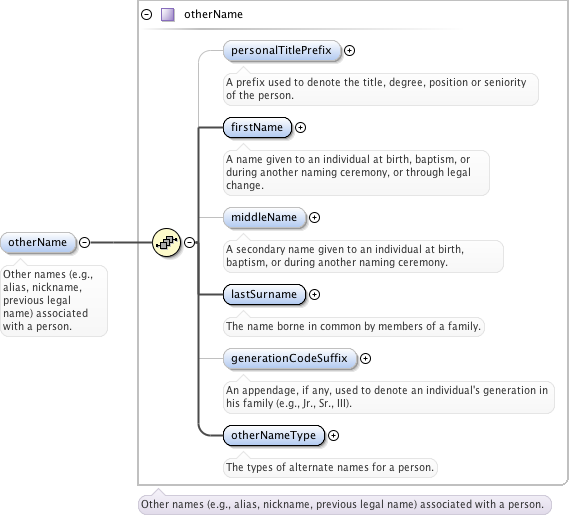 otherName
personalTitlePrefix
A prefix used to denote the title, degree, position or seniority
of the person.
firstName
A name given to an individual at birth, baptism, or
during another naming ceremony, or through legal
change.
middleName
A secondary name given to an individual at birth,
baptism, or during another naming ceremony.
otherName
Other names (e.g.,
alias, nickname,
previous legal
name) associated
with a person.
lastSurname
The name borne in common by members of a family.
generationCodeSuffix
An appendage, if any, used to denote an individual's generation in
his family (e.g., Jr., Sr., III).
otherNameType
The types of alternate names for a person.
Other names (e.g., alias, nickname, previous legal name) associated with a person.